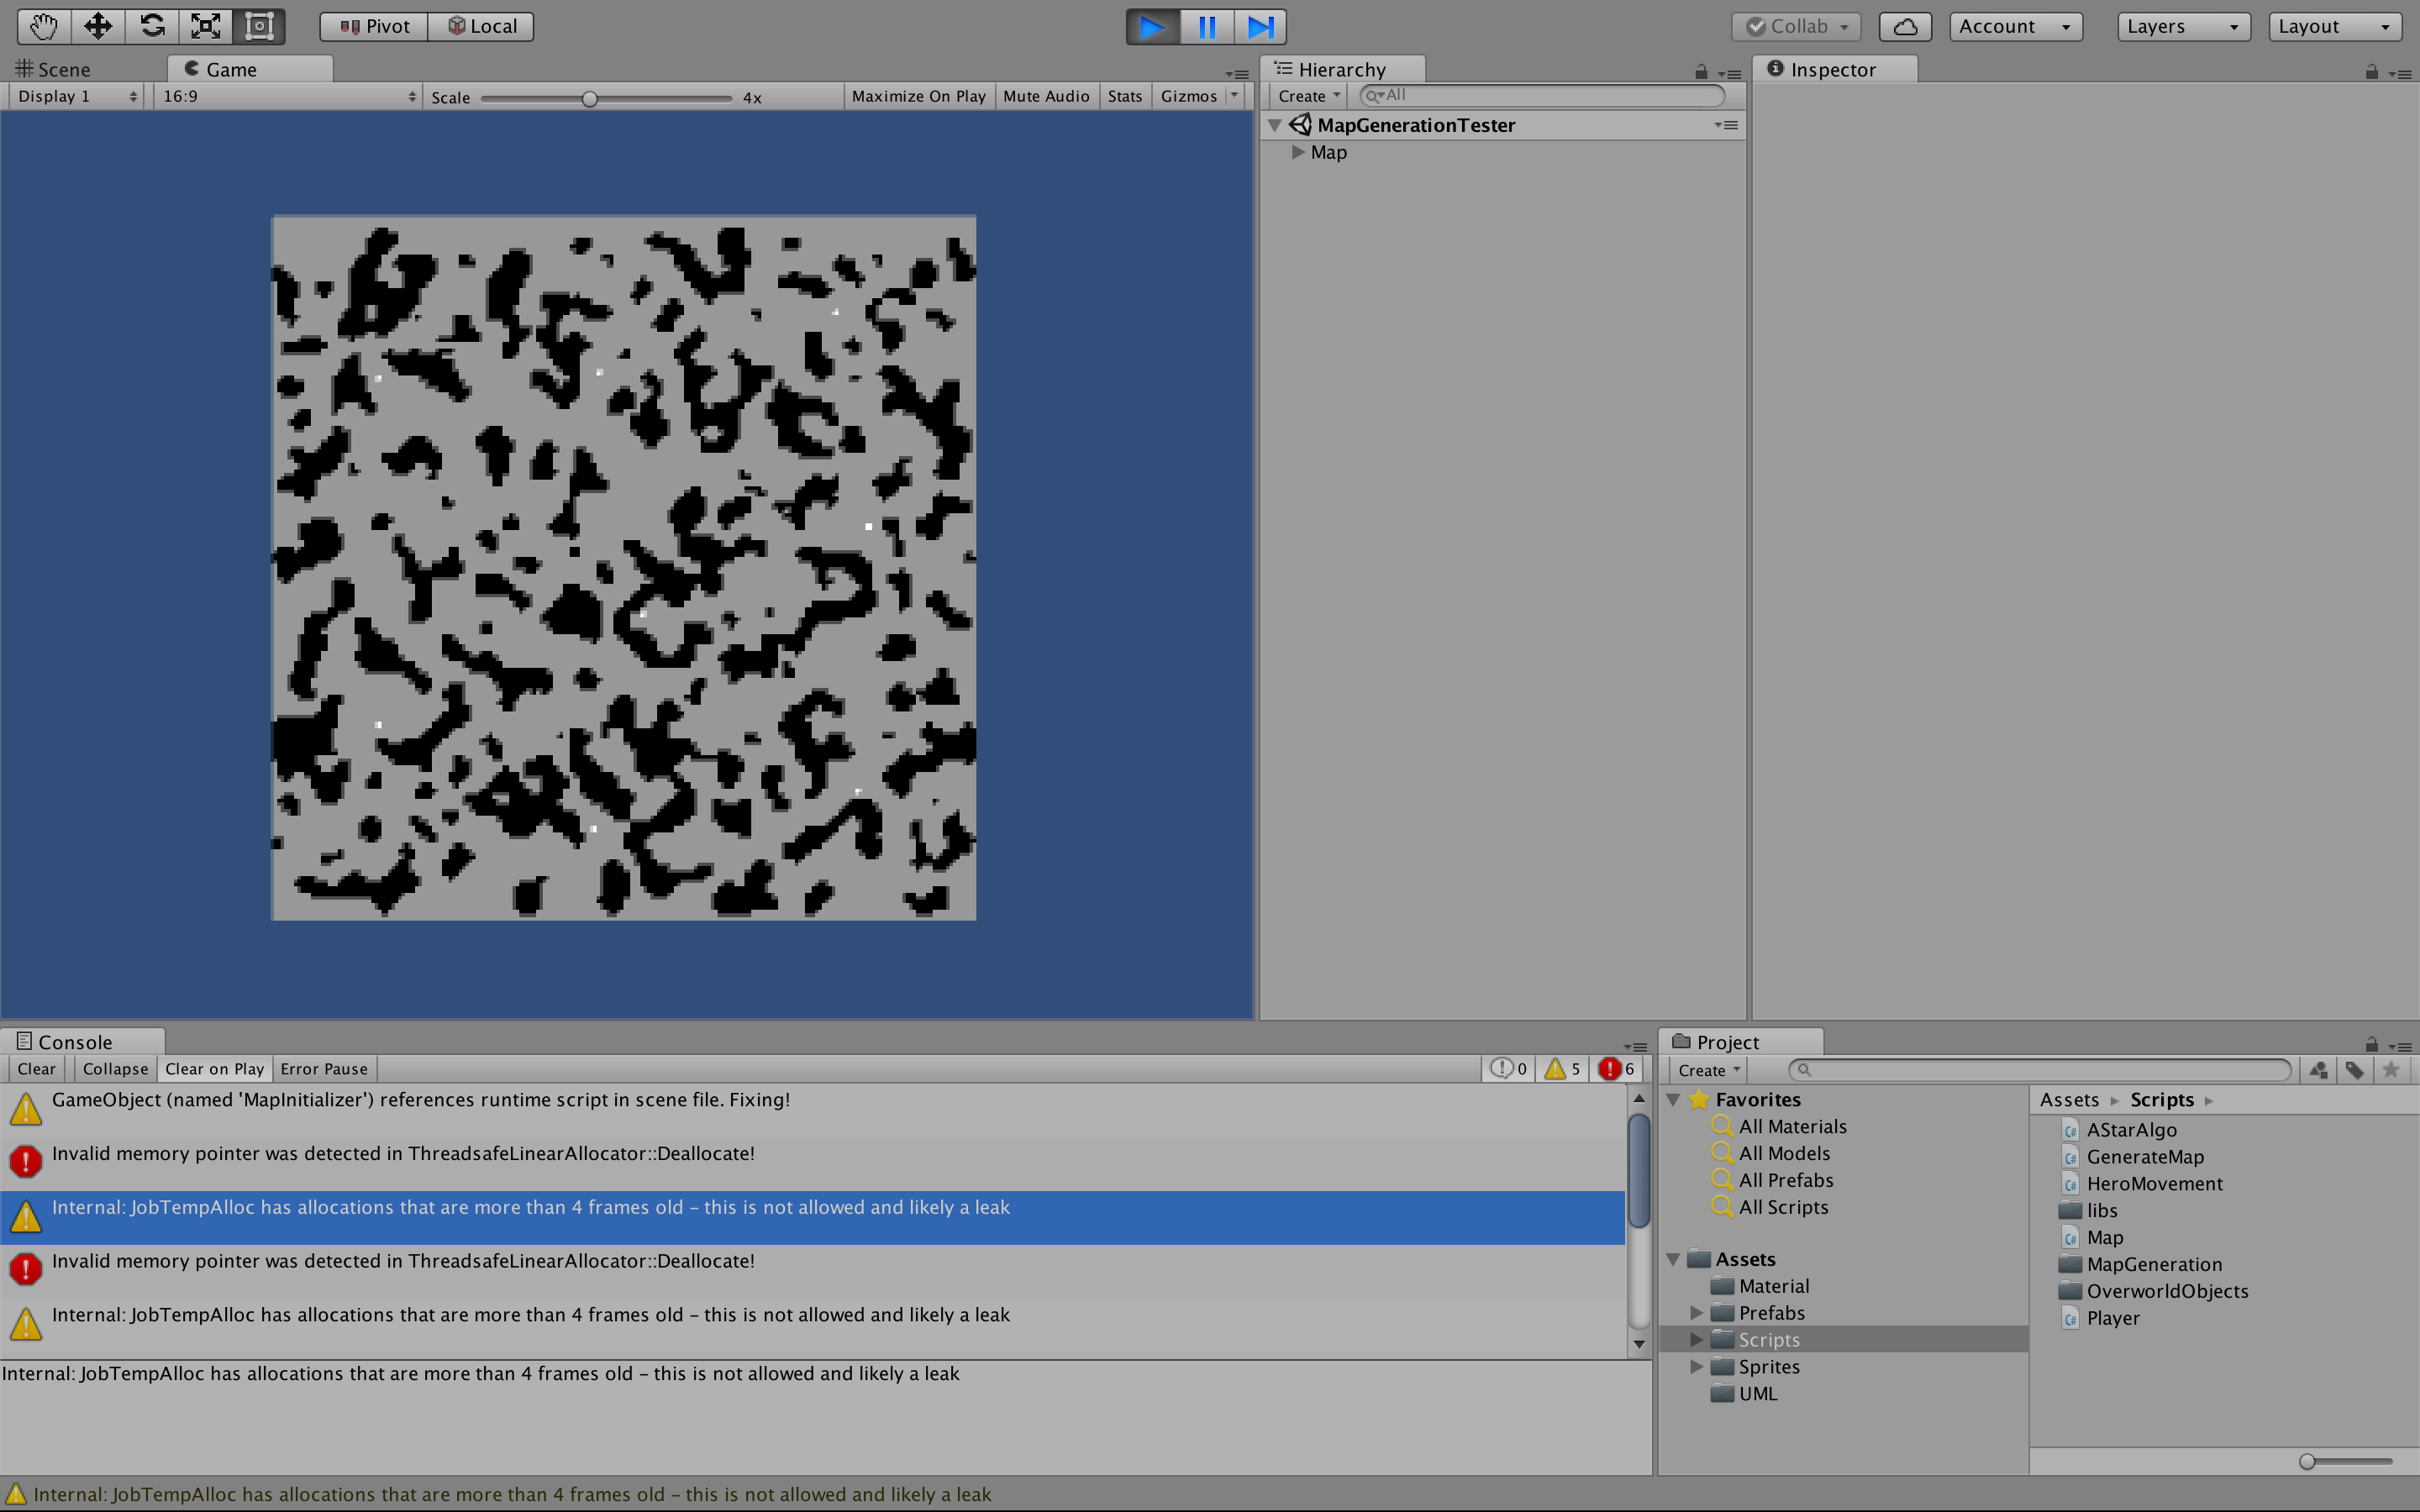 Pivot Local Collab Account Layers Layout
Scene Game
Display 1 16:9 Scale 4x Maximize On Play Mute Audio Stats Gizmos
Hierarchy
Create All
MapGenerationTester
Map
Inspector
Console
Clear Collapse Clear on Play Error Pause 0 5 6
GameObject (named 'MapInitializer') references runtime script in scene file. Fixing!
Invalid memory pointer was detected in ThreadsafeLinearAllocator::Deallocate!
Internal: JobTempAlloc has allocations that are more than 4 frames old - this is not allowed and likely a leak
Invalid memory pointer was detected in ThreadsafeLinearAllocator::Deallocate!
Internal: JobTempAlloc has allocations that are more than 4 frames old - this is not allowed and likely a leak
Internal: JobTempAlloc has allocations that are more than 4 frames old - this is not allowed and likely a leak
Project
Create
Favorites
All Materials
All Models
All Prefabs
All Scripts
Assets
Material
Prefabs
Scripts
Sprites
UML
Assets Scripts
C# AStarAlgo
C# GenerateMap
C# HeroMovement
libs
C# Map
MapGeneration
OverworldObjects
C# Player
Internal: JobTempAlloc has allocations that are more than 4 frames old - this is not allowed and likely a leak